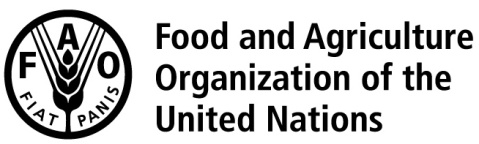 FAO
FIAT PANIS
Food and Agriculture
Organization of the
United Nations